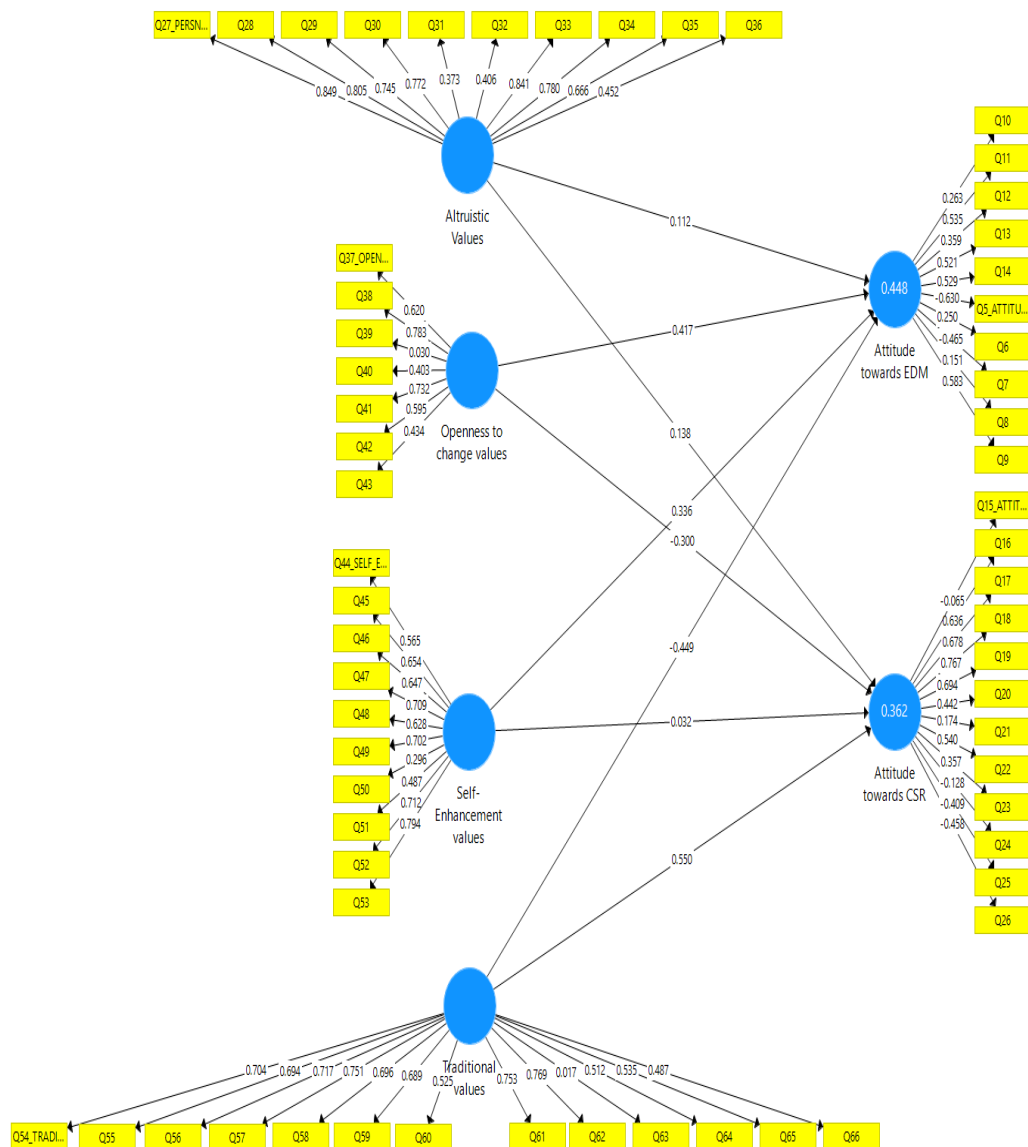 Q27_PERSN...
Q28
Q29
Q30
Q31
Q32
Q33
Q34
Q35
Q36
0.849
0.805
0.745
0.772
0.373
0.406
0.841
0.780
0.666
0.452
Altruistic
Values
Q37_OPEN...
Q38
Q39
Q40
Q41
Q42
Q43
0.620
0.783
0.030
0.403
0.732
0.595
0.434
Openness to
change values
Q44_SELF_E...
Q45
Q46
Q47
Q48
Q49
Q50
Q51
Q52
Q53
0.565
0.654
0.647
0.709
0.628
0.702
0.296
0.487
0.712
0.794
Self-
Enhancement
values
0.704
0.694
0.717
0.751
0.696
0.689
0.525
0.753
0.769
0.017
0.512
0.535
0.487
Traditional
values
Q54_TRADI...
Q55
Q56
Q57
Q58
Q59
Q60
Q61
Q62
Q63
Q64
Q65
Q66
0.112
0.417
0.138
0.336
-0.300
-0.449
0.032
0.550
0.448
Attitude
towards EDM
0.263
0.535
0.359
0.521
0.529
-0.630
0.250
-0.465
0.151
0.583
Q10
Q11
Q12
Q13
Q14
Q5_ATTITU...
Q6
Q7
Q8
Q9
0.362
Attitude
towards CSR
-0.065
0.636
0.678
0.767
0.694
0.442
0.174
0.540
0.357
-0.128
-0.409
-0.458
Q15_ATTIT...
Q16
Q17
Q18
Q19
Q20
Q21
Q22
Q23
Q24
Q25
Q26